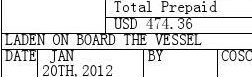 Total Prepaid
USD 474.36
LADEN ON BOARD THE VESSEL
DATE JAN BY COSC
20TH, 2012